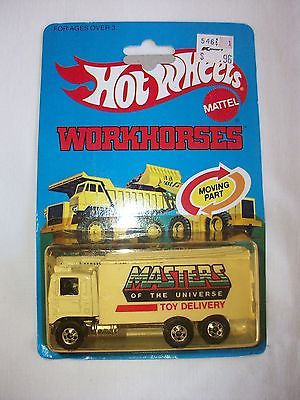 FOR AGES OVER 3
HOT WHEELS
MATTEL
WORKHORSES
MOVING
PART
MASTERS
OF THE UNIVERSE
TOY DELIVERY